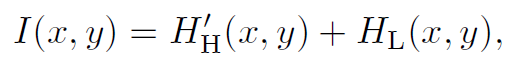 I(x, y) = H′_H(x, y) + H_L(x, y),